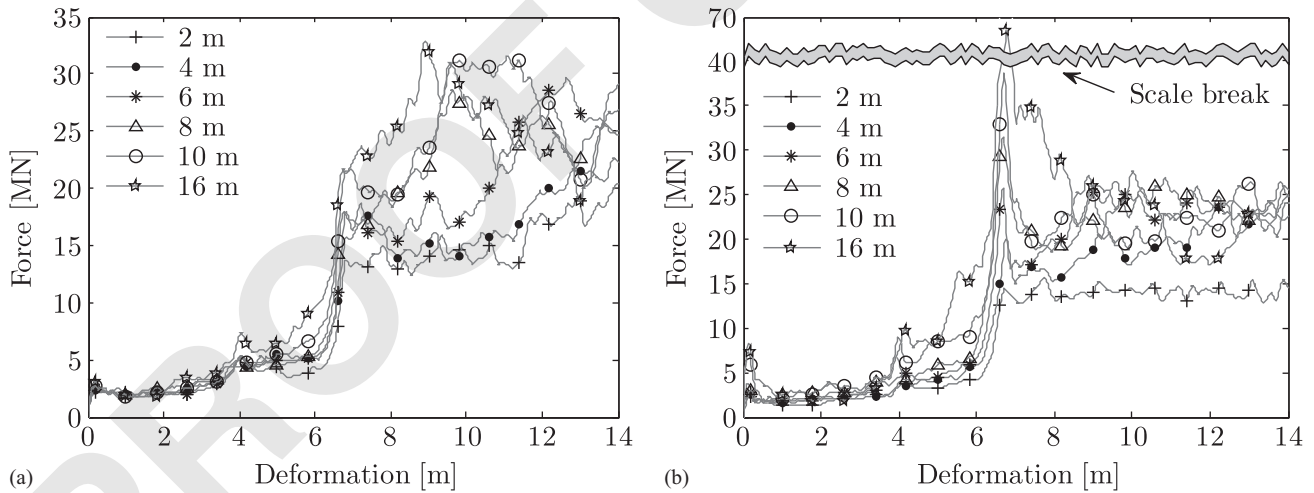 35
30
25
20
15
10
5
0
Force [MN]
2 m
4 m
6 m
8 m
10 m
16 m
0 2 4 6 8 10 12 14
(a) Deformation [m]
70
40
35
30
25
20
15
10
5
0
Force [MN]
Scale break
2 m
4 m
6 m
8 m
10 m
16 m
0 2 4 6 8 10 12 14
(b) Deformation [m]
PROOF